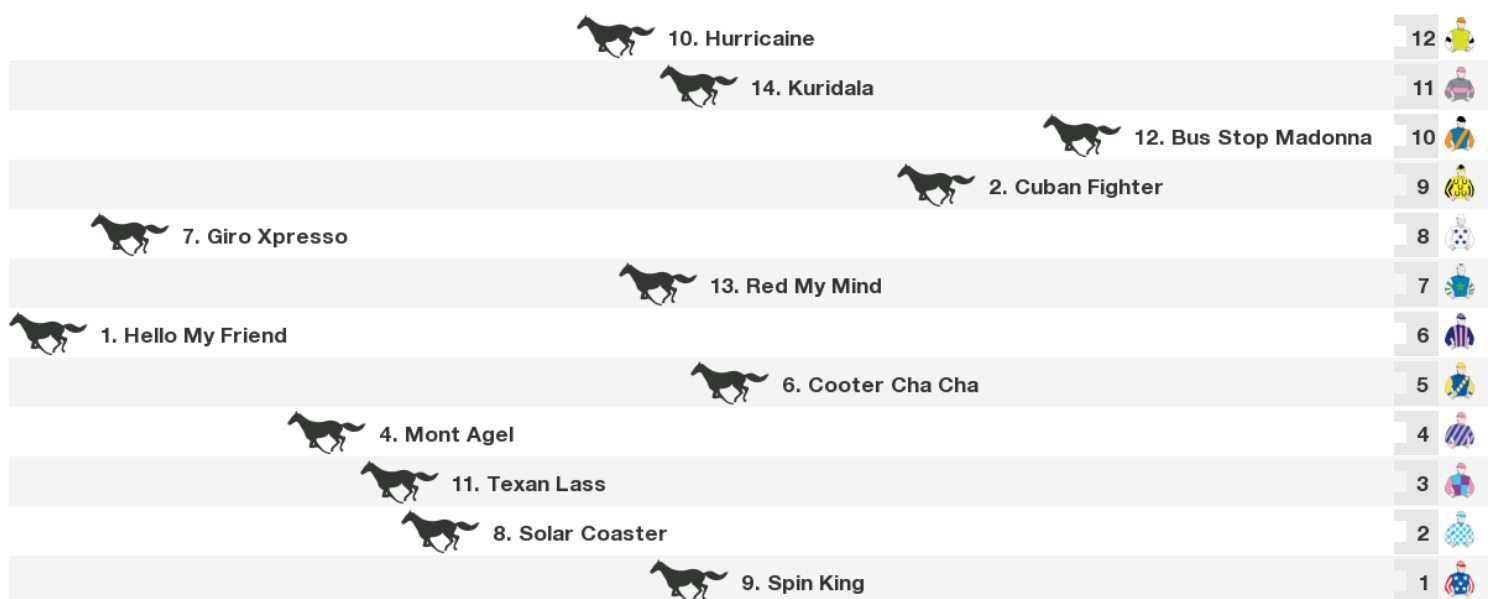 10. Hurricaine 12
14. Kuridala 11
12. Bus Stop Madonna 10
2. Cuban Fighter 9
7. Giro Xpresso 8
13. Red My Mind 7
1. Hello My Friend 6
6. Cooter Cha Cha 5
4. Mont Agel 4
11. Texan Lass 3
8. Solar Coaster 2
9. Spin King 1